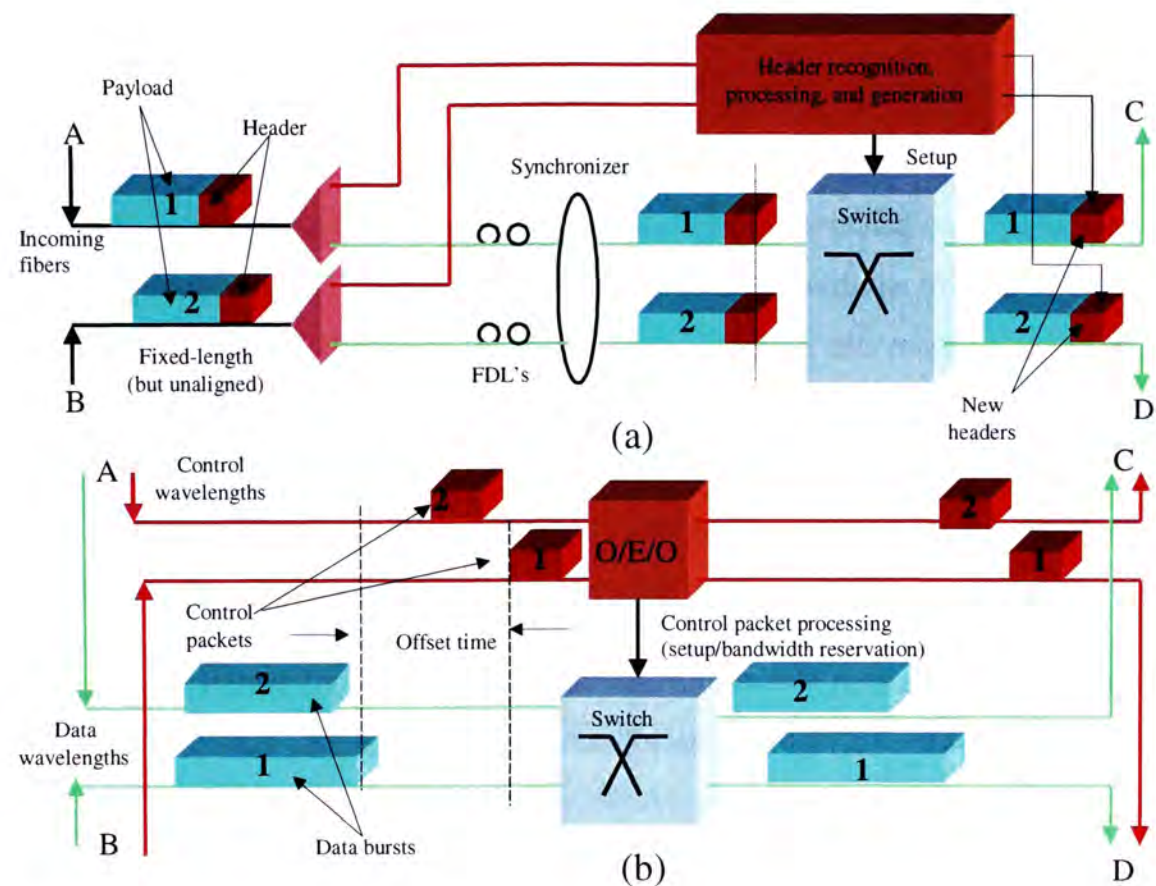 Header recognition,
processing, and generation
Payload
Header
A
C
Synchronizer
Setup
1
1
Switch
1
Incoming
fibers
2
2
2
Fixed-length
(but unaligned)
FDL's
B
New
headers
D
(a)
A
Control
wavelengths
C
2
2
O/E/O
1
1
Control
packets
Offset time
Control packet processing
(setup/bandwidth reservation)
2
2
Switch
Data
wavelengths
1
1
B
Data bursts
D
(b)